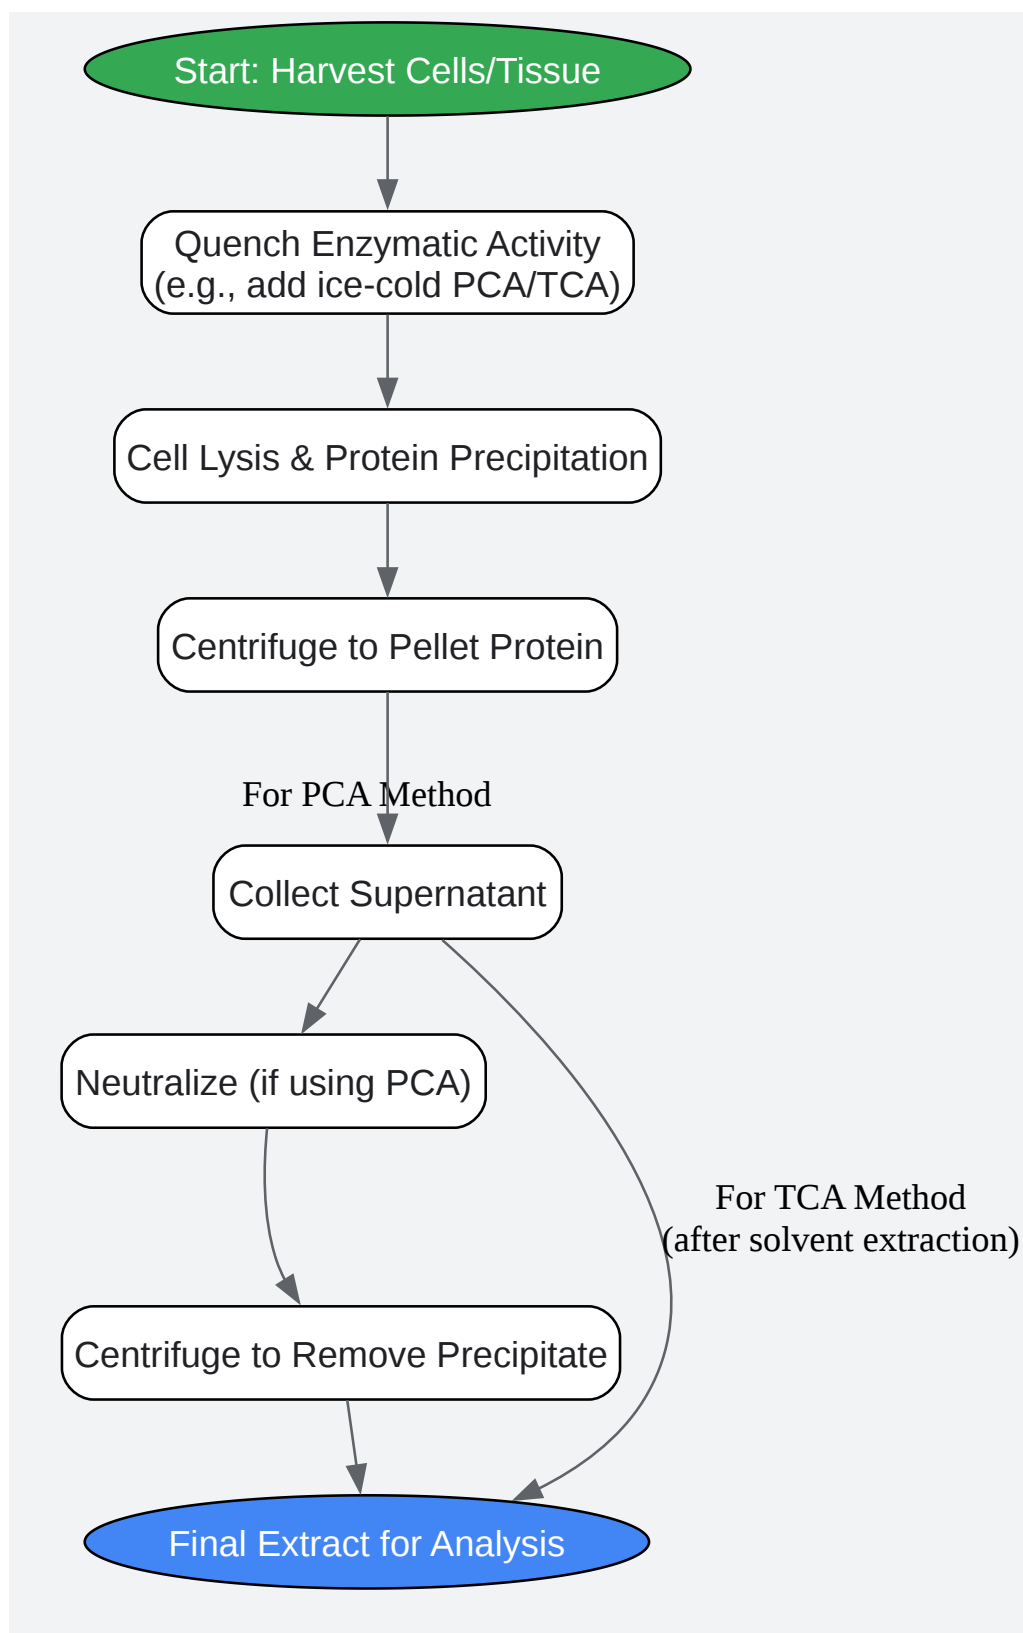 Start: Harvest Cells/Tissue
Quench Enzymatic Activity
(e.g., add ice-cold PCA/TCA)
Cell Lysis & Protein Precipitation
Centrifuge to Pellet Protein
For PCA Method
Collect Supernatant
Neutralize (if using PCA)
For TCA Method
(after solvent extraction)
Centrifuge to Remove Precipitate
Final Extract for Analysis